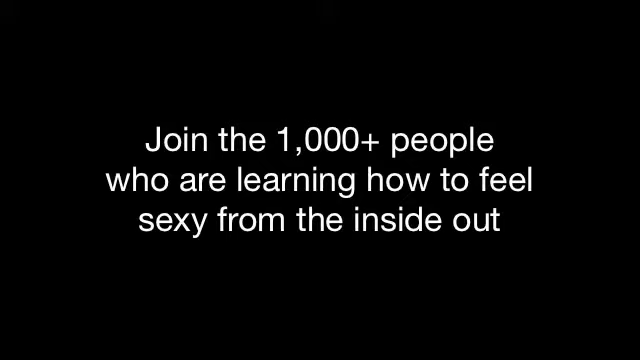 Join the 1,000+ people
who are learning how to feel
sexy from the inside out